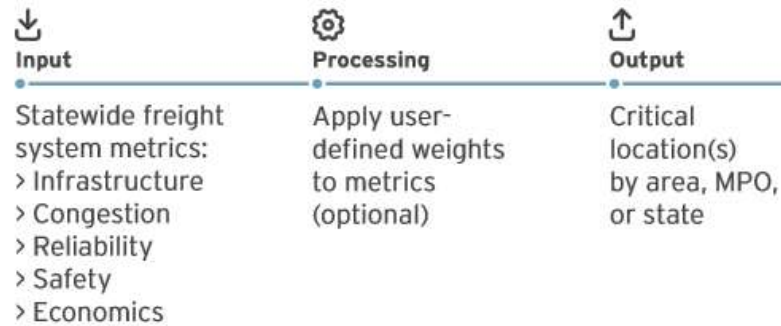 Input
Statewide freight
system metrics:
> Infrastructure
> Congestion
> Reliability
> Safety
> Economics
Processing
Apply user-
defined weights
to metrics
(optional)
Output
Critical
location(s)
by area, MPO,
or state